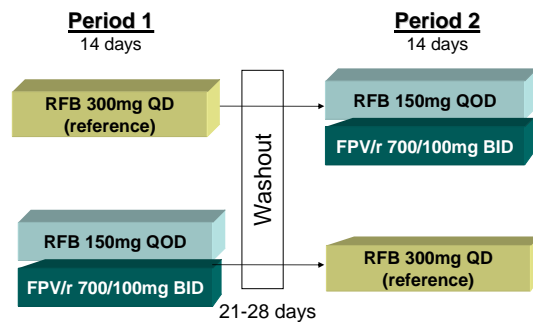 Period 1
14 days
Period 2
14 days
RFB 300mg QD
(reference)
RFB 150mg QOD
FPV/r 700/100mg BID
Washout
RFB 150mg QOD
FPV/r 700/100mg BID
RFB 300mg QD
(reference)
21-28 days